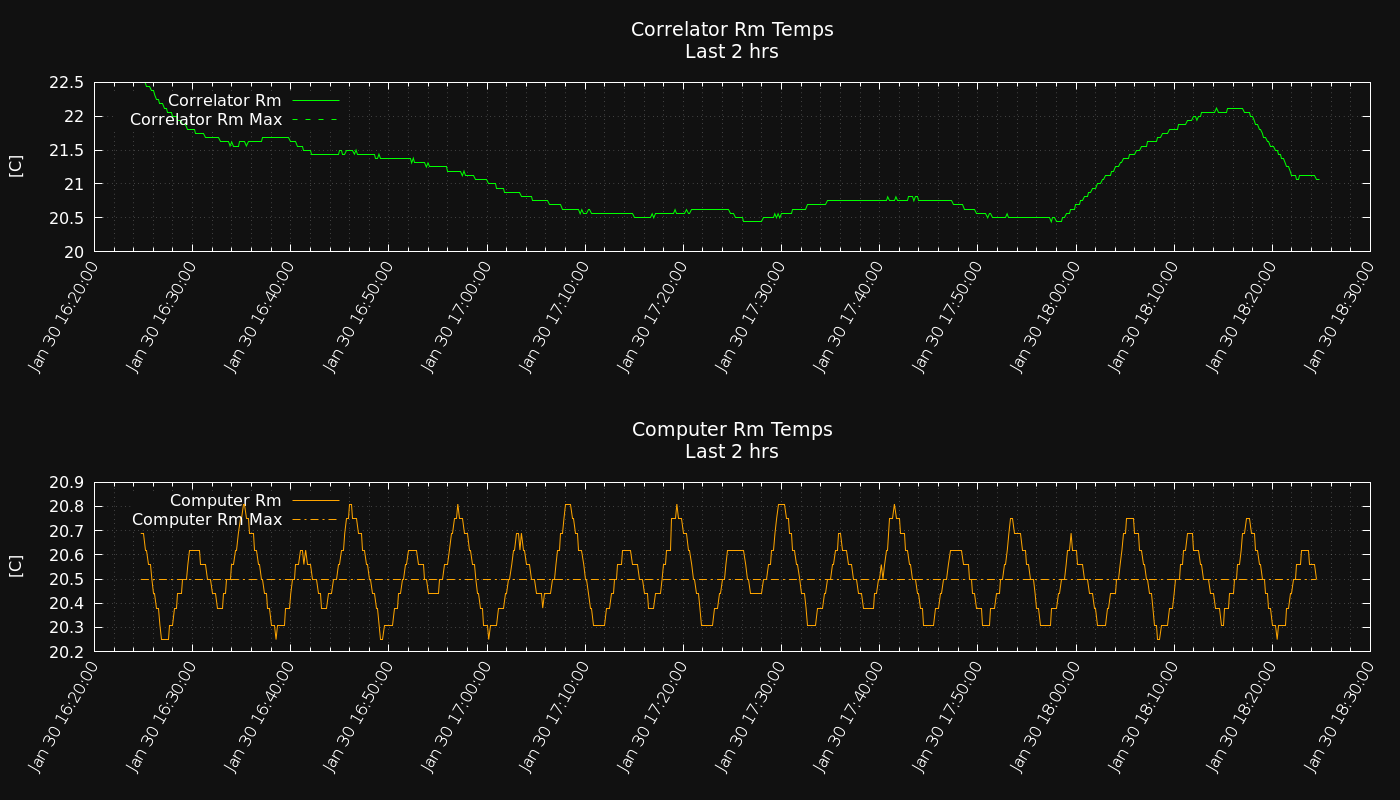 Correlator Rm Temps
Last 2 hrs
22.5
22
21.5
21
20.5
20
[C]
Correlator Rm
Correlator Rm Max
Jan 30 16:20:00
Jan 30 16:30:00
Jan 30 16:40:00
Jan 30 16:50:00
Jan 30 17:00:00
Jan 30 17:10:00
Jan 30 17:20:00
Jan 30 17:30:00
Jan 30 17:40:00
Jan 30 17:50:00
Jan 30 18:00:00
Jan 30 18:10:00
Jan 30 18:20:00
Jan 30 18:30:00
Computer Rm Temps
Last 2 hrs
20.9
20.8
20.7
20.6
20.5
20.4
20.3
20.2
[C]
Computer Rm
Computer Rm Max
Jan 30 16:20:00
Jan 30 16:30:00
Jan 30 16:40:00
Jan 30 16:50:00
Jan 30 17:00:00
Jan 30 17:10:00
Jan 30 17:20:00
Jan 30 17:30:00
Jan 30 17:40:00
Jan 30 17:50:00
Jan 30 18:00:00
Jan 30 18:10:00
Jan 30 18:20:00
Jan 30 18:30:00